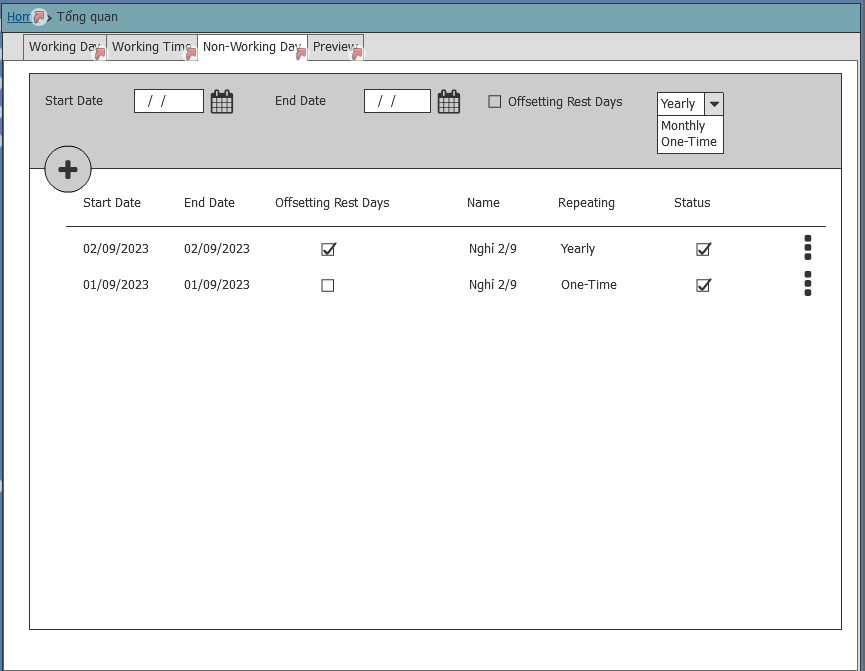 Home > Tổng quan
Working Day Working Time Non-Working Day Preview
Start Date / / End Date / / Offsetting Rest Days Yearly
Monthly
One-Time
Start Date End Date Offsetting Rest Days Name Repeating Status
02/09/2023 02/09/2023 Nghỉ 2/9 Yearly
01/09/2023 01/09/2023 Nghỉ 2/9 One-Time